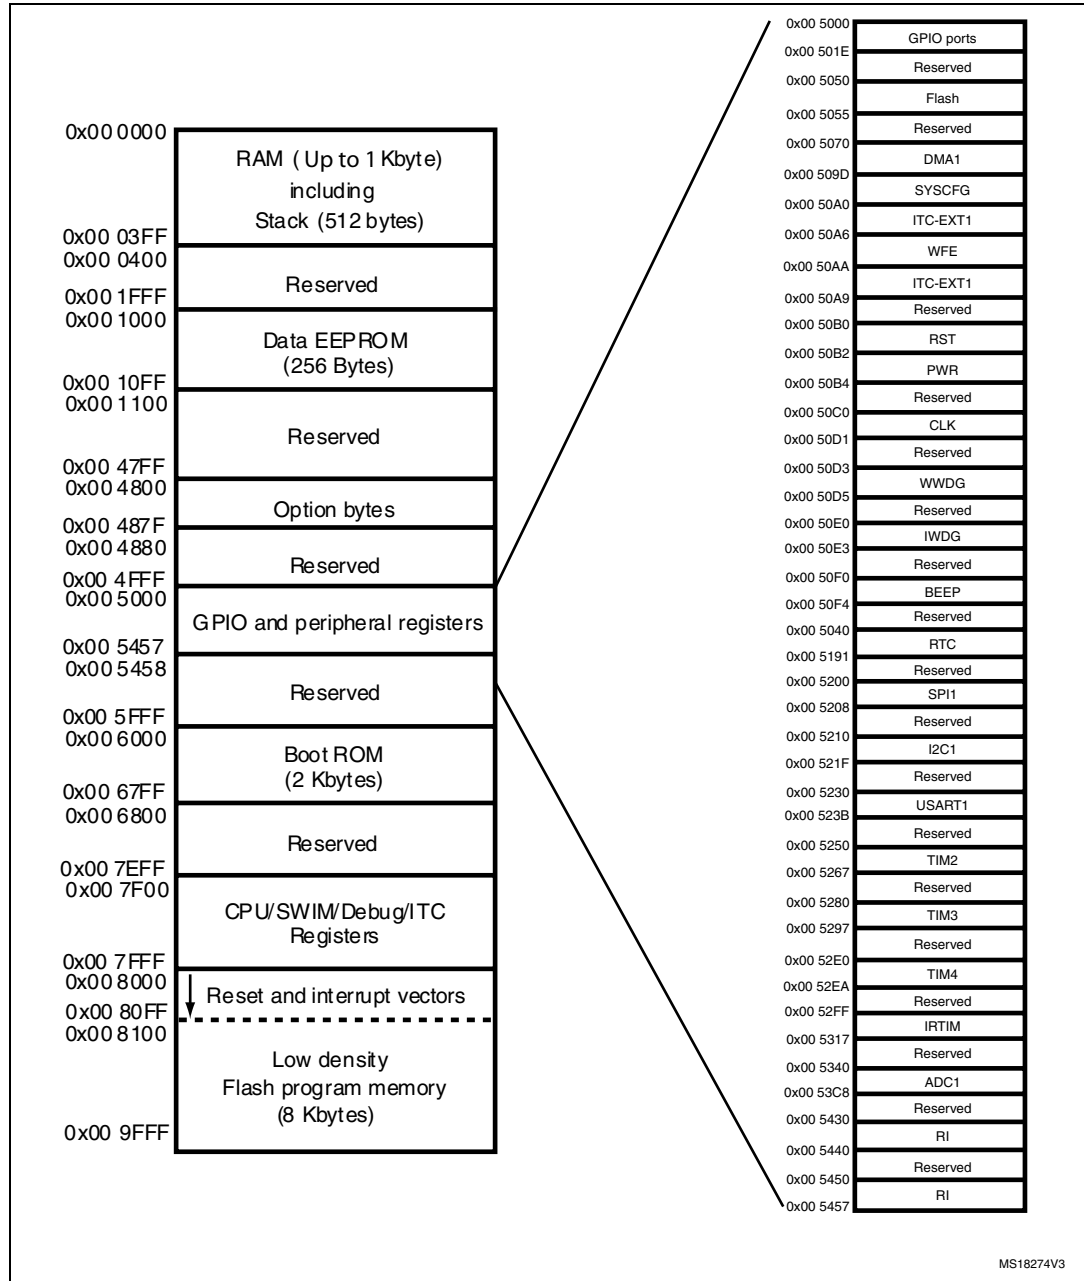 0x00 0000
RAM (Up to 1 Kbyte)
including
Stack (512 bytes)
0x00 03FF
0x00 0400
Reserved
0x00 1FFF
0x00 1000
Data EEPROM
(256 Bytes)
0x00 10FF
0x00 1100
Reserved
0x00 47FF
0x00 4800
Option bytes
0x00 487F
0x00 4880
Reserved
0x00 4FFF
0x00 5000
GPIO and peripheral registers
0x00 5457
0x00 5458
Reserved
0x00 5FFF
0x00 6000
Boot ROM
(2 Kbytes)
0x00 67FF
0x00 6800
Reserved
0x00 7EFF
0x00 7F00
CPU/SWIM/Debug/ITC
Registers
0x00 7FFF
0x00 8000
Reset and interrupt vectors
0x00 80FF
0x00 8100
Low density
Flash program memory
(8 Kbytes)
0x00 9FFF
0x00 5000
GPIO ports
0x00 501E
Reserved
0x00 5050
Flash
0x00 5055
Reserved
0x00 5070
DMA1
0x00 509D
SYSCFG
0x00 50A0
ITC-EXT1
0x00 50A6
WFE
0x00 50AA
ITC-EXT1
0x00 50A9
Reserved
0x00 50B0
RST
0x00 50B2
PWR
0x00 50B4
Reserved
0x00 50C0
CLK
0x00 50D1
Reserved
0x00 50D3
WWDG
0x00 50D5
Reserved
0x00 50E0
IWDG
0x00 50E3
Reserved
0x00 50F0
BEEP
0x00 50F4
Reserved
0x00 5040
RTC
0x00 5191
Reserved
0x00 5200
SPI1
0x00 5208
Reserved
0x00 5210
I2C1
0x00 521F
Reserved
0x00 5230
USART1
0x00 523B
Reserved
0x00 5250
TIM2
0x00 5267
Reserved
0x00 5280
TIM3
0x00 5297
Reserved
0x00 52E0
TIM4
0x00 52EA
Reserved
0x00 52FF
IRTIM
0x00 5317
Reserved
0x00 5340
ADC1
0x00 53C8
Reserved
0x00 5430
RI
0x00 5440
Reserved
0x00 5450
RI
0x00 5457
MS18274V3